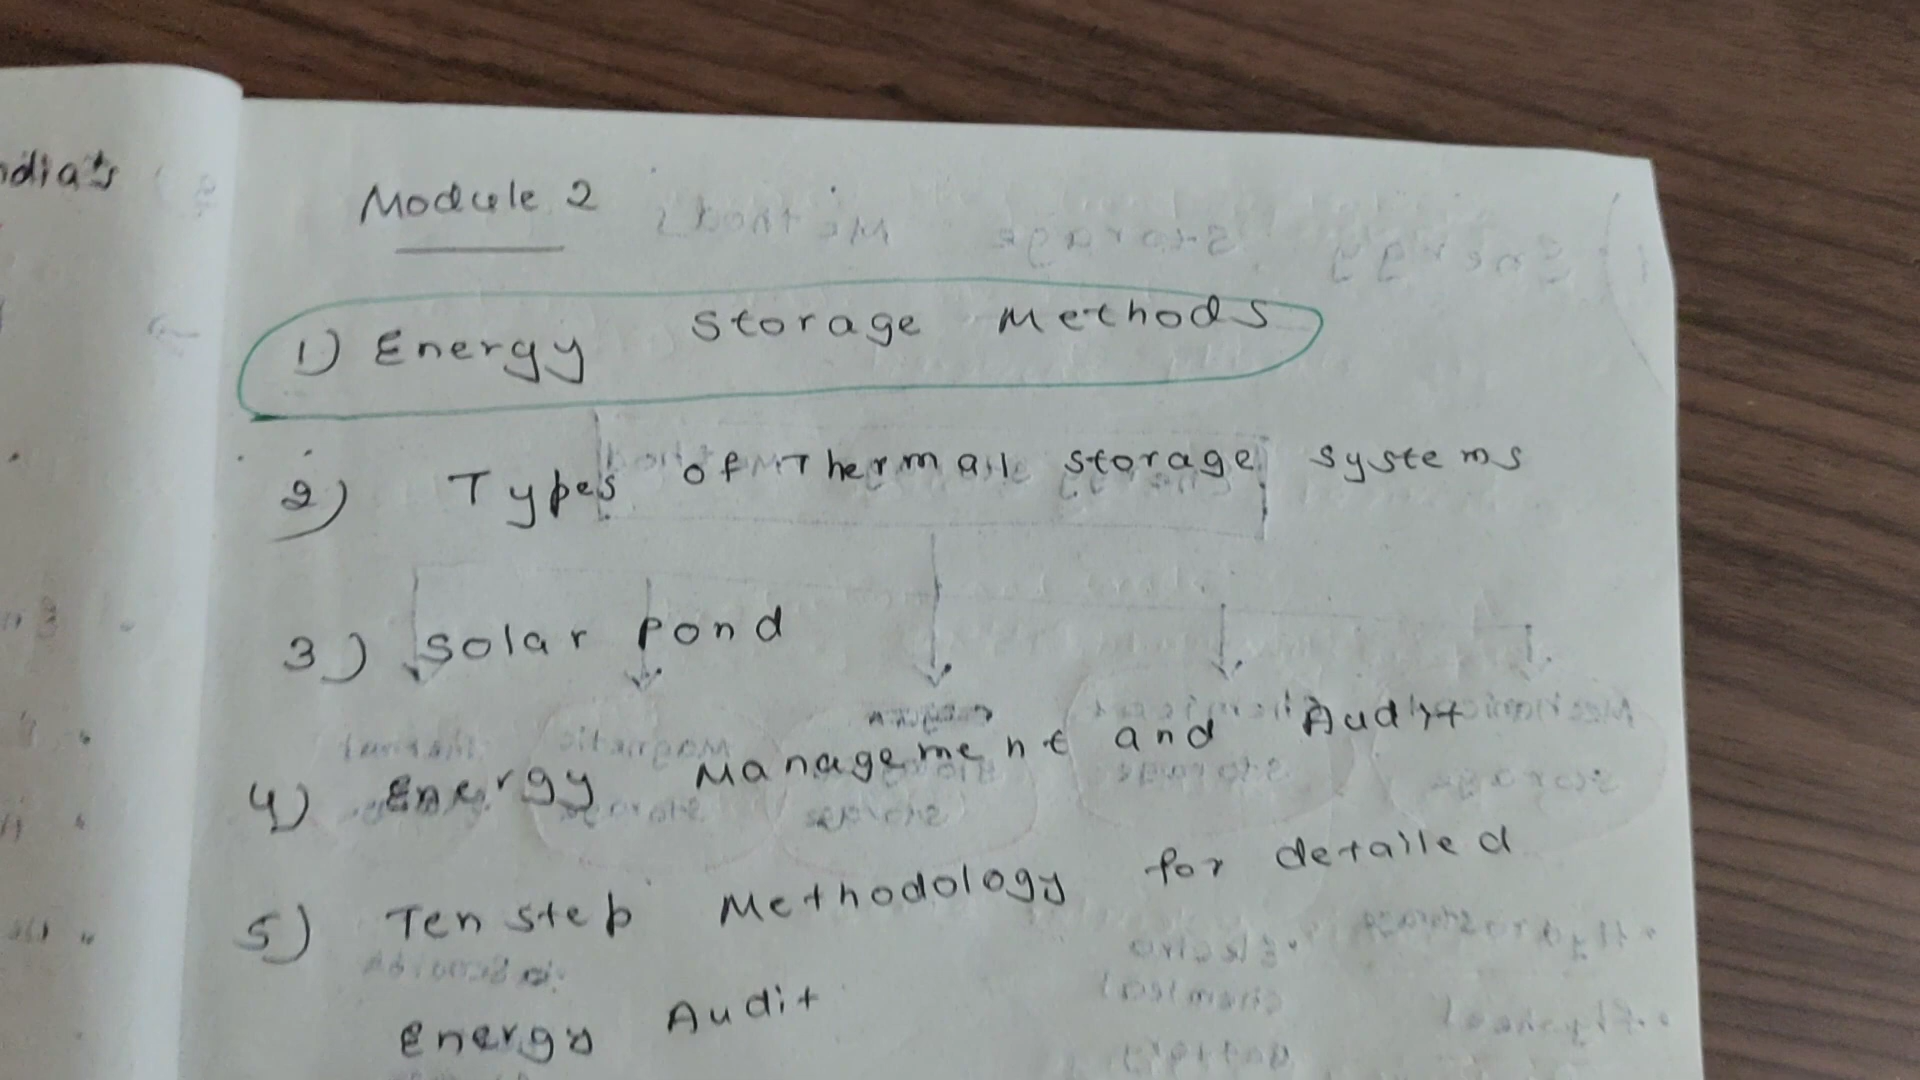 ndia's
Module 2
1) Energy Storage Methods
2) Types of Thermal storage systems
3) Solar Pond
4) Energy Management and Audit
5) Ten step Methodology for detailed
Energy Audit